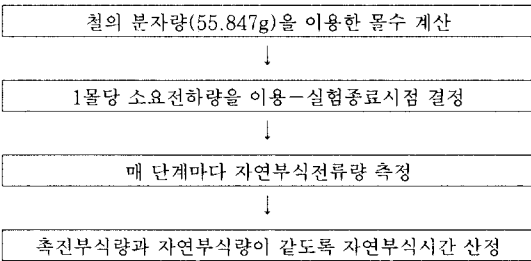 철의 분자량(55.847g)을 이용한 몰수 계산
↓
1몰당 소요전하량을 이용-실험종료시점 결정
↓
매 단계마다 자연부식전류량 측정
↓
촉진부식량과 자연부식량이 같도록 자연부식시간 산정